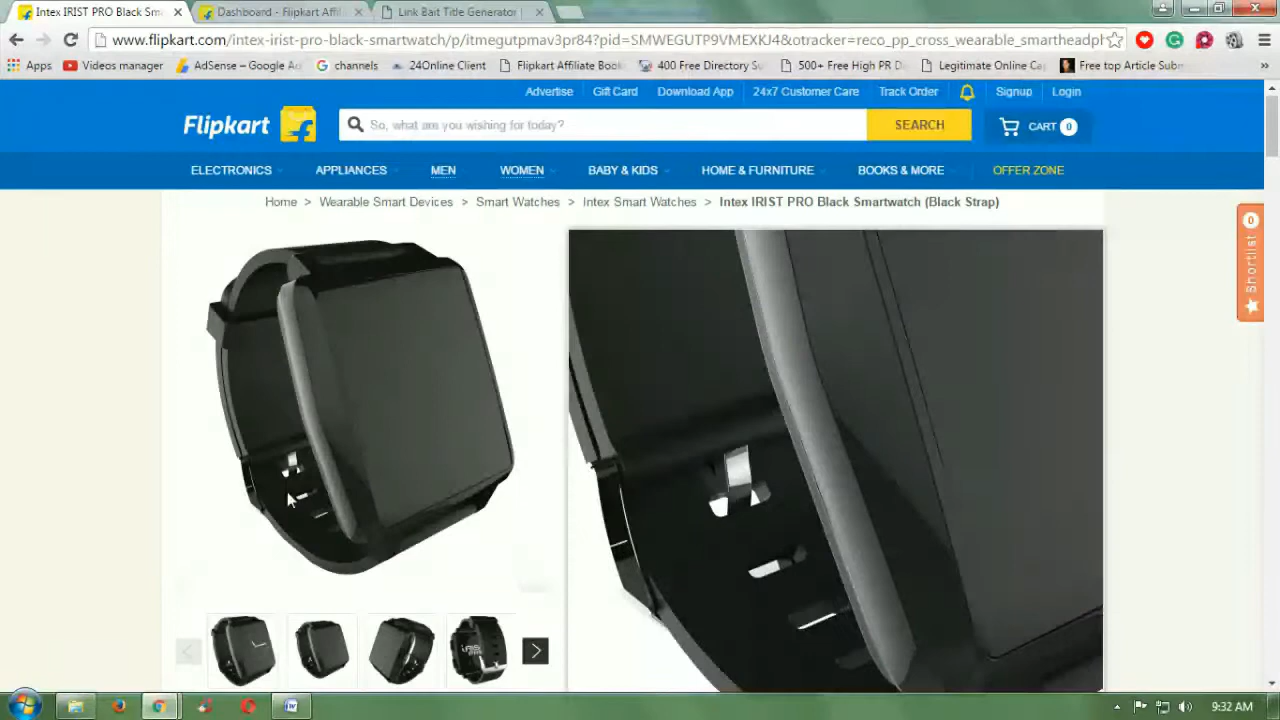 Intex IRIST PRO Black Sma
Dashboard - Flipkart Affili
Link Bait Title Generator
www.flipkart.com/intex-irist-pro-black-smartwatch/p/itmegutpmav3qr84?pid=SMWEGUTP9VMEXKJ4&otracker=reco_pp_cross_wearable_smartheadph
Apps Videos manager AdSense – Google Ad channels 24Online Client Flipkart Affiliate Book 400 Free Directory Su 500+ Free High PR D Legitimate Online Cap Free top Article Subm
Advertise Gift Card Download App 24x7 Customer Care Track Order Signup Login
Flipkart
So, what are you wishing for today?
SEARCH
CART 0
ELECTRONICS APPLIANCES MEN WOMEN BABY & KIDS HOME & FURNITURE BOOKS & MORE OFFER ZONE
Home > Wearable Smart Devices > Smart Watches > Intex Smart Watches > Intex IRIST PRO Black Smartwatch (Black Strap)
0
Shortlist
9:32 AM